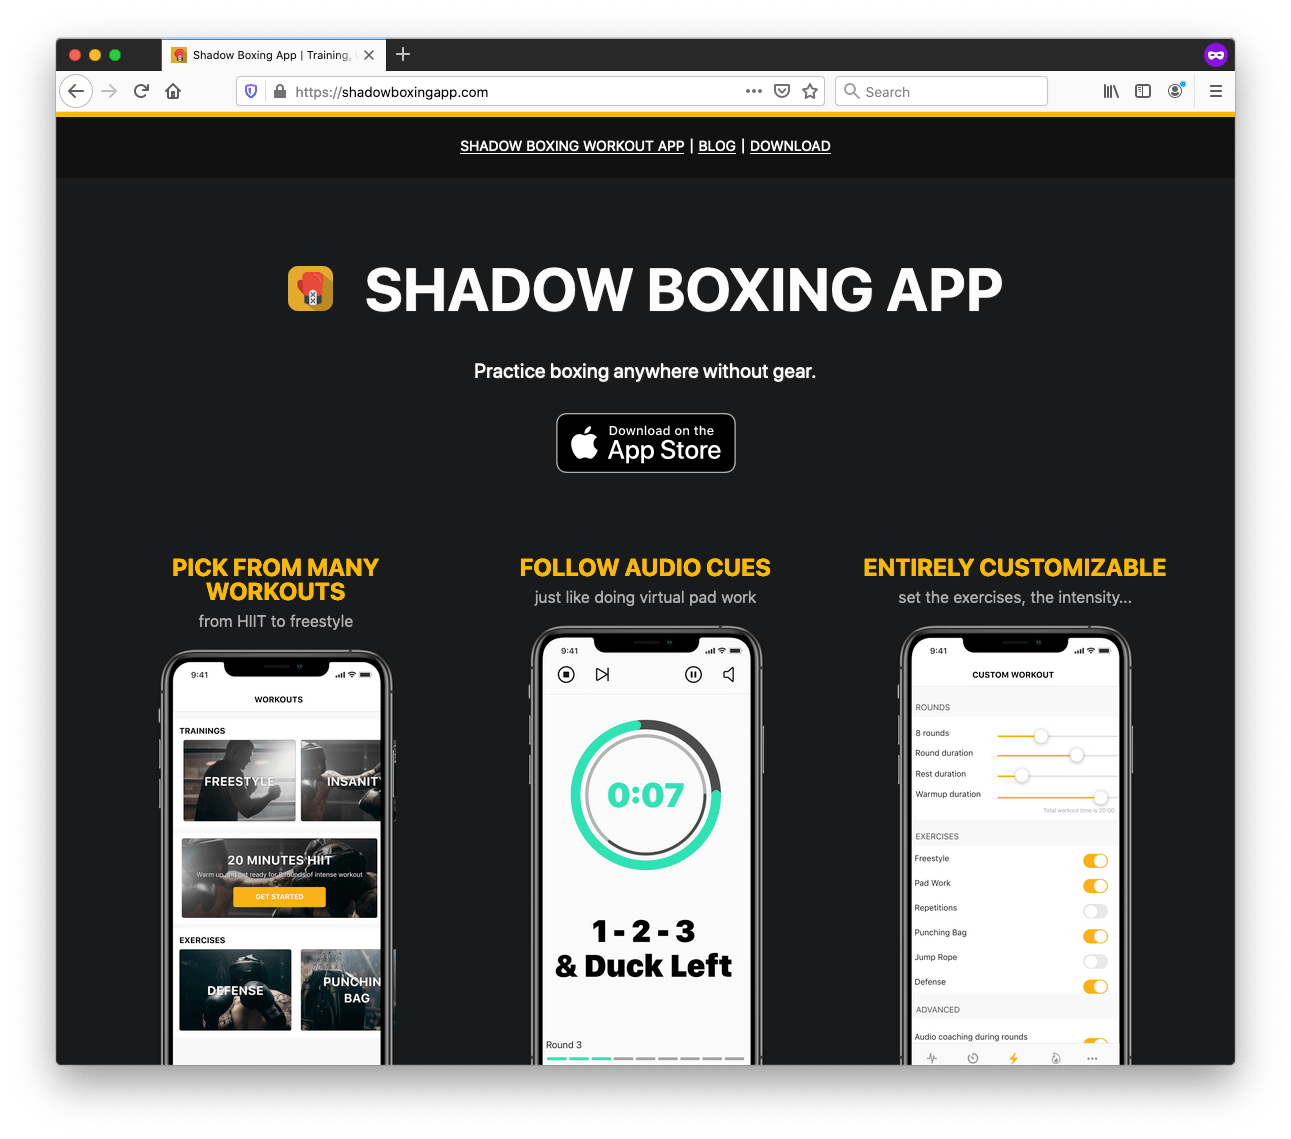 Shadow Boxing App | Training,
https://shadowboxingapp.com
Search
SHADOW BOXING WORKOUT APP | BLOG | DOWNLOAD
SHADOW BOXING APP
Practice boxing anywhere without gear.
Download on the
App Store
PICK FROM MANY
WORKOUTS
from HIIT to freestyle
9:41
WORKOUTS
TRAININGS
FREESTYLE
INSANITY
20 MINUTES HIIT
Warm up and get ready for 8 rounds of intense workout
GET STARTED
EXERCISES
DEFENSE
PUNCHIN
BAG
FOLLOW AUDIO CUES
just like doing virtual pad work
9:41
0:07
1 - 2 - 3
& Duck Left
Round 3
ENTIRELY CUSTOMIZABLE
set the exercises, the intensity...
9:41
CUSTOM WORKOUT
ROUNDS
8 rounds
Round duration
Rest duration
Warmup duration
Total workout time is 20:00
EXERCISES
Freestyle
Pad Work
Repetitions
Punching Bag
Jump Rope
Defense
ADVANCED
Audio coaching during rounds